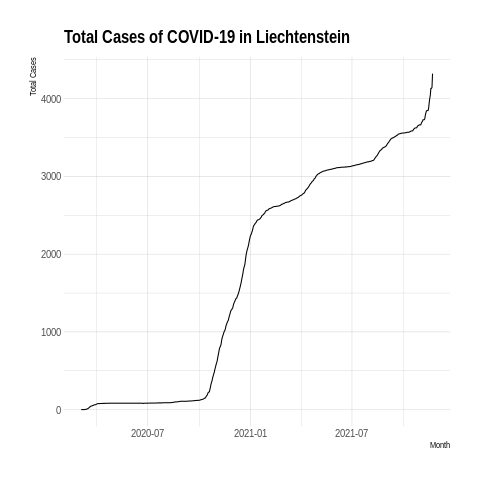 Total Cases of COVID-19 in Liechtenstein
Total Cases
4000
3000
2000
1000
0
2020-07 2021-01 2021-07
Month